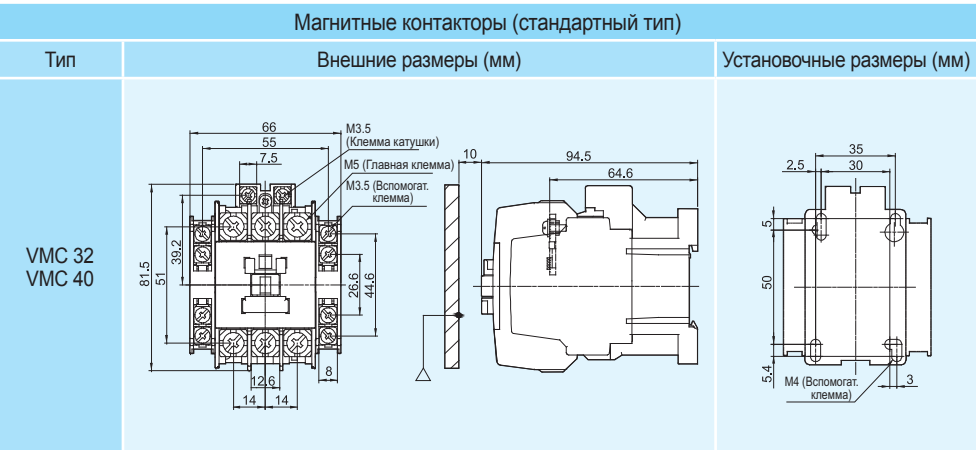 Магнитные контакторы (стандартный тип)
Тип
Внешние размеры (мм)
Установочные размеры (мм)
VMC 32
VMC 40
66
55
7.5
M3.5
(Клемма катушки)
M5 (Главная клемма)
M3.5 (Вспомогат.
клемма)
81.5
51
39.2
26.6
44.6
12.6
8
14
14
10
94.5
64.6
35
2.5
30
5
50
5.4
M4 (Вспомогат.
клемма)
3